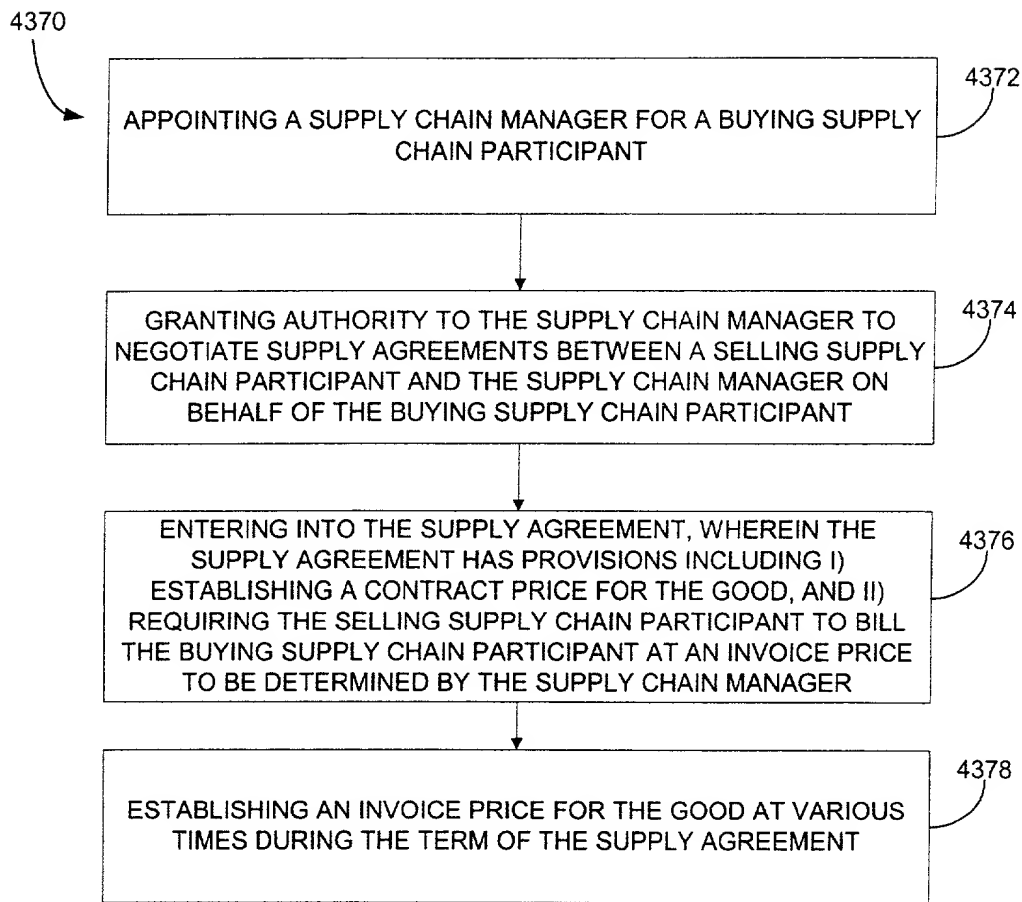 4370
4372
APPOINTING A SUPPLY CHAIN MANAGER FOR A BUYING SUPPLY
CHAIN PARTICIPANT
4374
GRANTING AUTHORITY TO THE SUPPLY CHAIN MANAGER TO
NEGOTIATE SUPPLY AGREEMENTS BETWEEN A SELLING SUPPLY
CHAIN PARTICIPANT AND THE SUPPLY CHAIN MANAGER ON
BEHALF OF THE BUYING SUPPLY CHAIN PARTICIPANT
4376
ENTERING INTO THE SUPPLY AGREEMENT, WHEREIN THE
SUPPLY AGREEMENT HAS PROVISIONS INCLUDING I)
ESTABLISHING A CONTRACT PRICE FOR THE GOOD, AND II)
REQUIRING THE SELLING SUPPLY CHAIN PARTICIPANT TO BILL
THE BUYING SUPPLY CHAIN PARTICIPANT AT AN INVOICE PRICE
TO BE DETERMINED BY THE SUPPLY CHAIN MANAGER
4378
ESTABLISHING AN INVOICE PRICE FOR THE GOOD AT VARIOUS
TIMES DURING THE TERM OF THE SUPPLY AGREEMENT